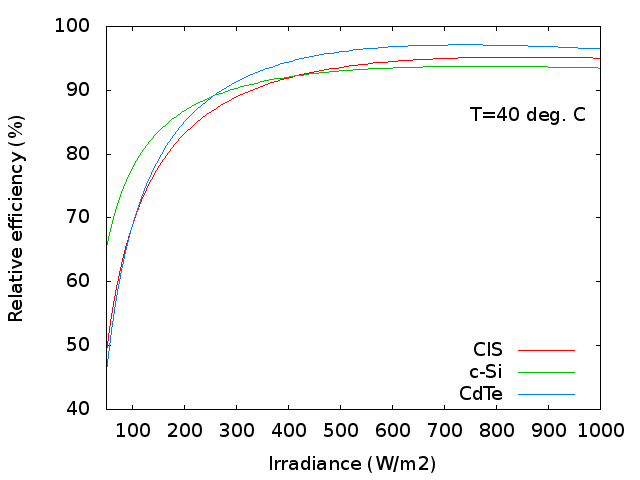 100
90
80
70
60
50
40
Relative efficiency (%)
T=40 deg. C
CIS
c-Si
CdTe
100 200 300 400 500 600 700 800 900 1000
Irradiance (W/m2)